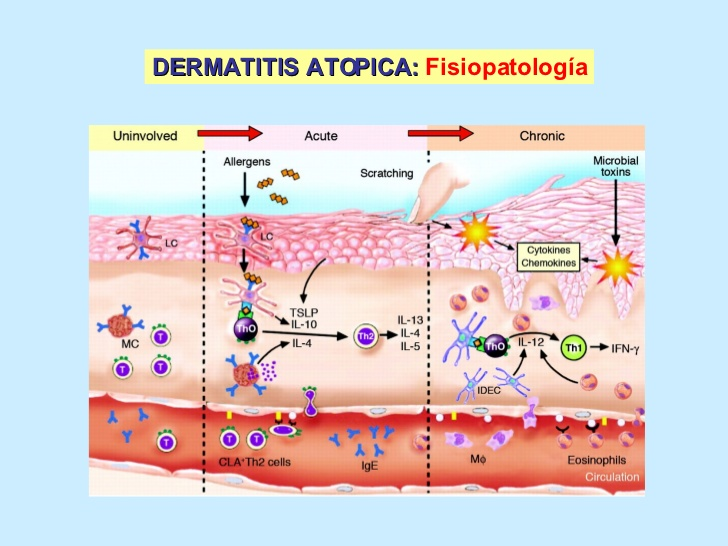 DERMATITIS ATOPICA: Fisiopatología
Uninvolved
Acute
Chronic
Allergens
Scratching
Microbial
toxins
LC
LC
Cytokines
Chemokines
TSLP
IL-10
IL-4
ThO
Th2
IL-13
IL-4
IL-5
MC
T
T
T
ThO
IL-12
Th1
IFN-γ
IDEC
T
T
T
T
CLA⁺Th2 cells
IgE
Mϕ
Eosinophils
Circulation